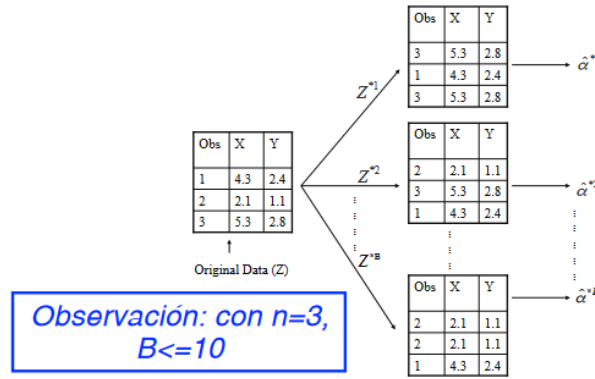 Obs X Y
3 5.3 2.8
1 4.3 2.4
3 5.3 2.8
Z*1
α̂*
Obs X Y
1 4.3 2.4
2 2.1 1.1
3 5.3 2.8
Original Data (Z)
Z*2
Obs X Y
2 2.1 1.1
3 5.3 2.8
1 4.3 2.4
Z*B
Obs X Y
2 2.1 1.1
2 2.1 1.1
1 4.3 2.4
Observación: con n=3,
B<=10